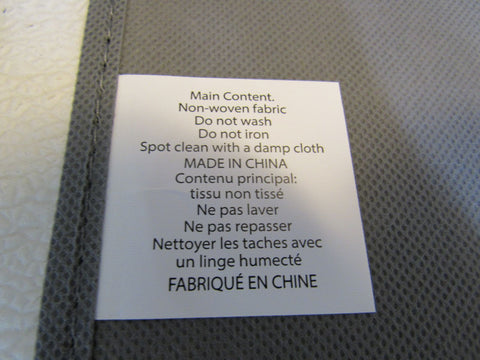 Main Content.
Non-woven fabric
Do not wash
Do not iron
Spot clean with a damp cloth
MADE IN CHINA
Contenu principal:
tissu non tissé
Ne pas laver
Ne pas repasser
Nettoyer les taches avec
un linge humecté
FABRIQUÉ EN CHINE